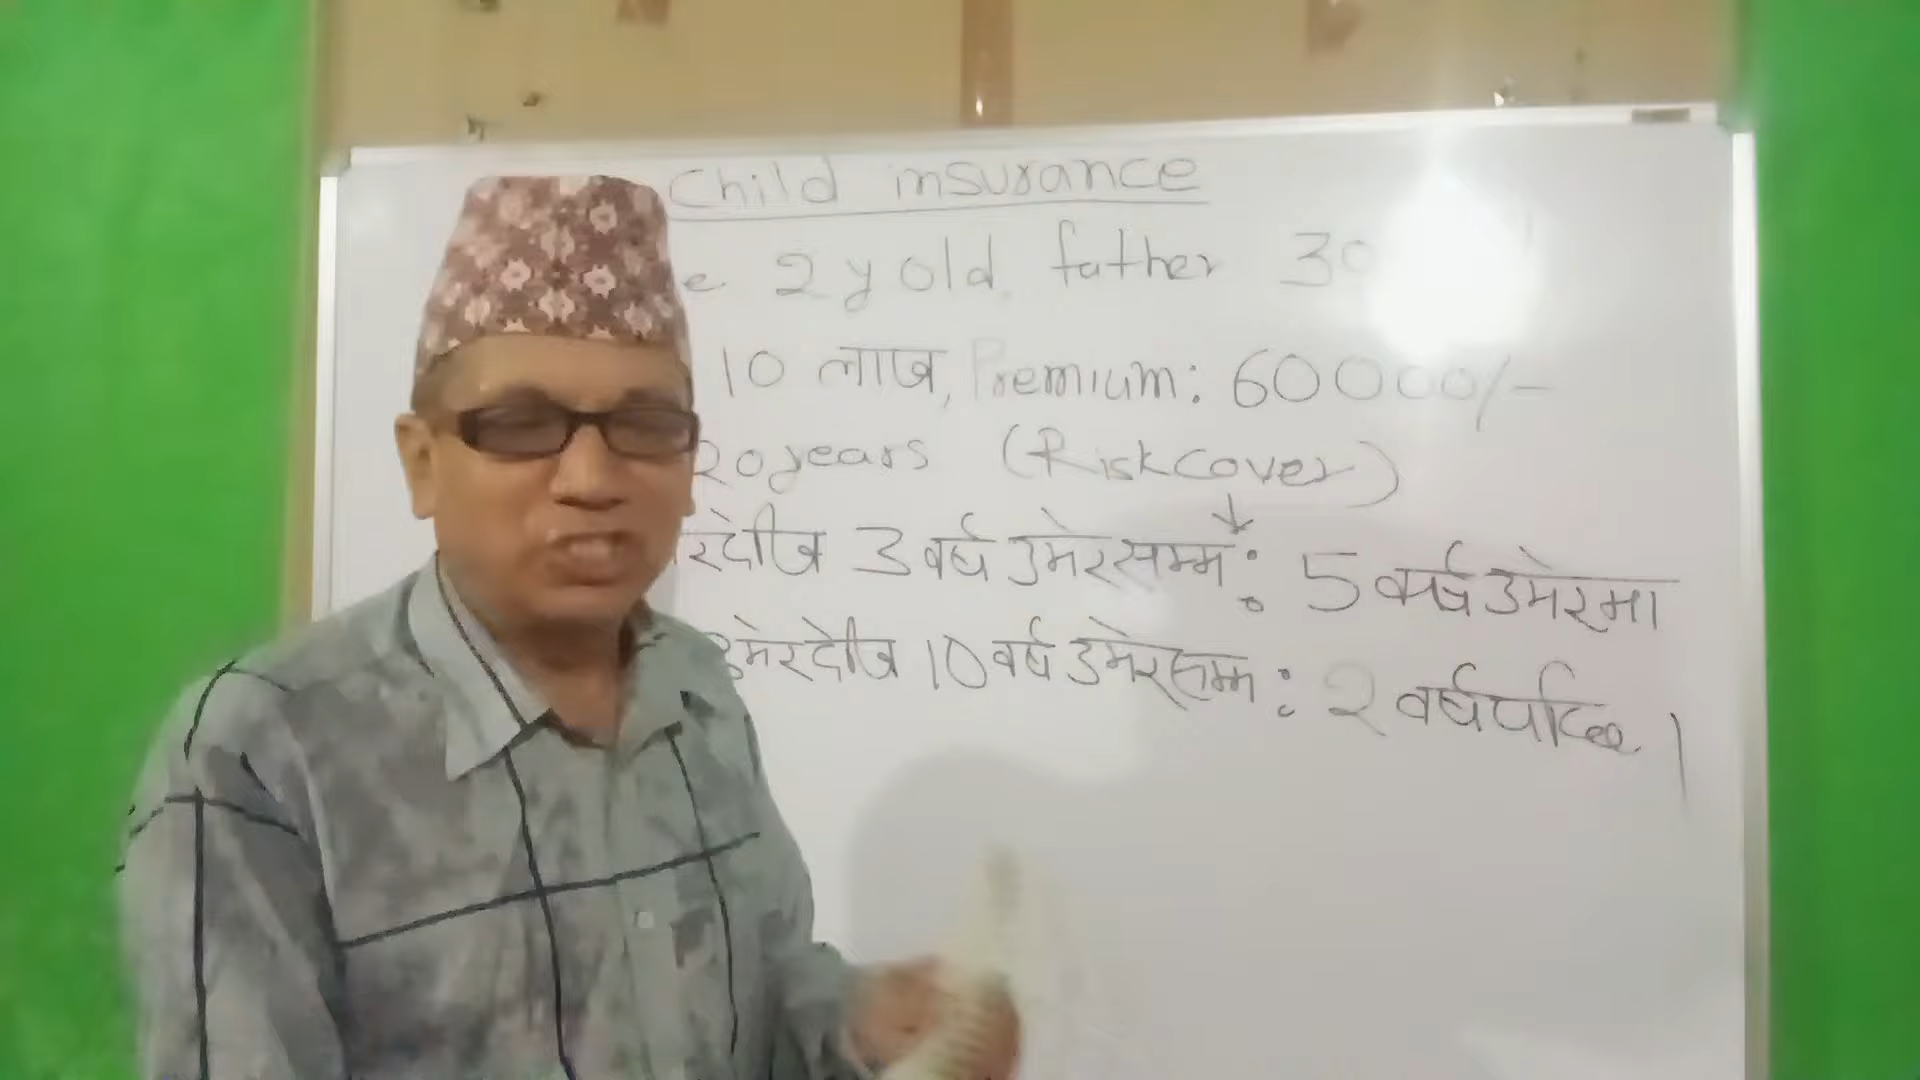 Child insurance
2 y old. father 30
10 लाख, Premium: 60000/-
20 years (Risk cover)
देखि 3 वर्ष उमेरसम्म: 5 वर्ष उमेरमा
उमेरदेखि 10 वर्ष उमेरसम्म: 2 वर्षपछि।